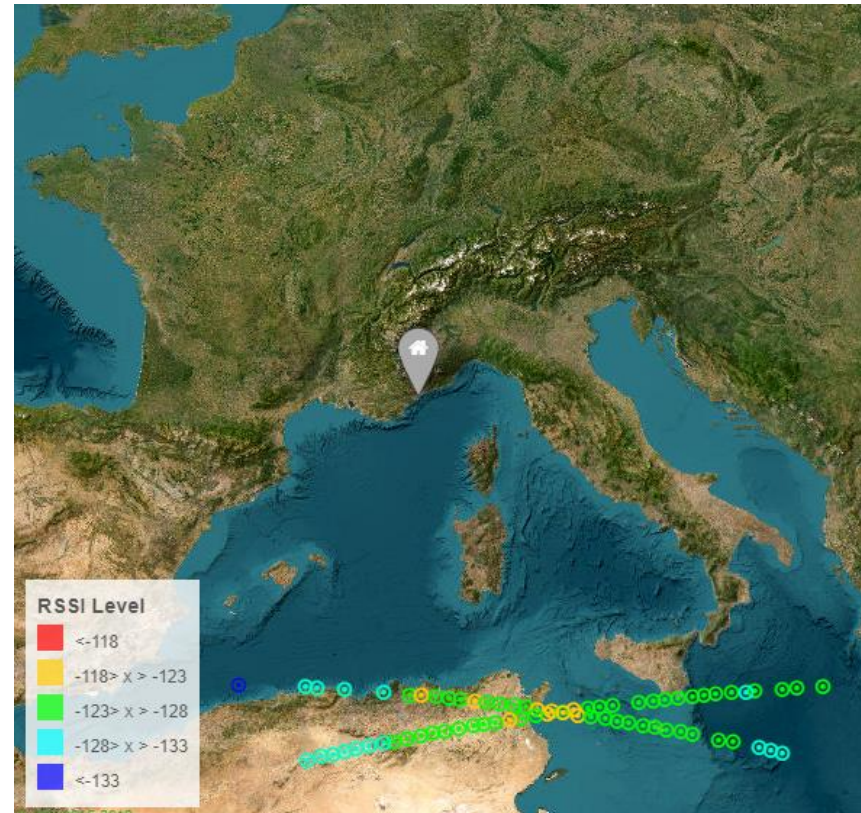 RSSI Level
<-118
-118> x > -123
-123> x > -128
-128> x > -133
<-133